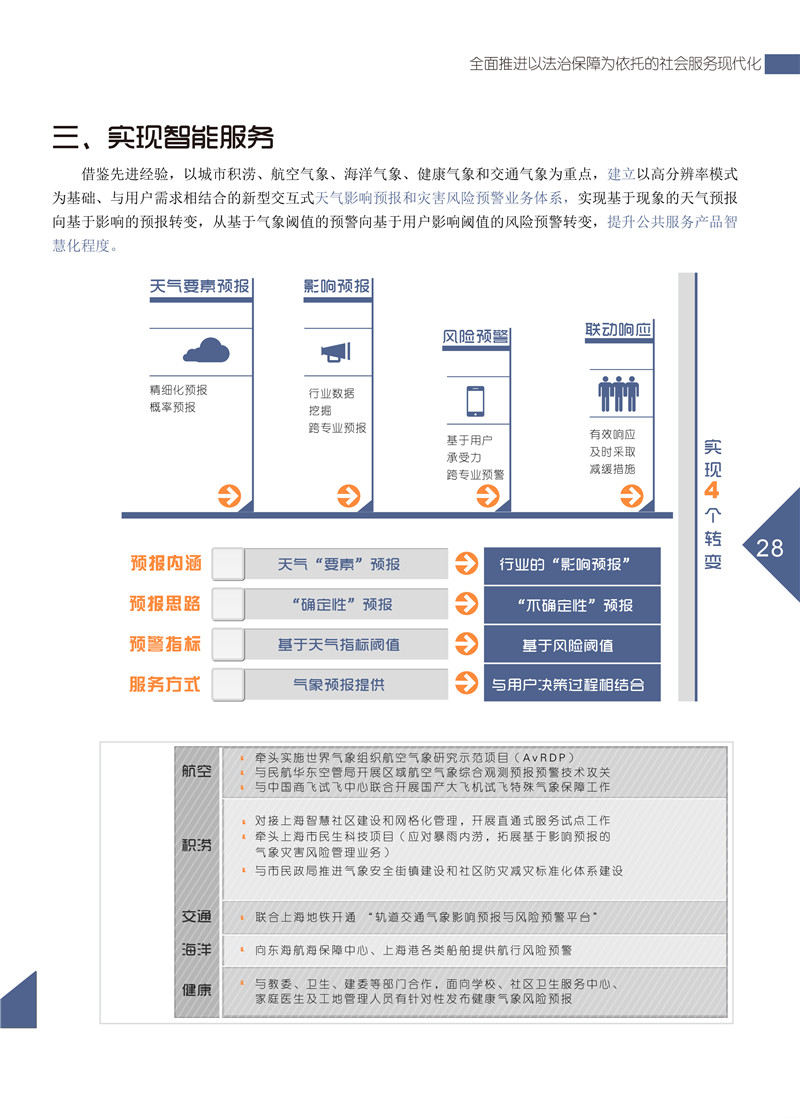 全面推进以法治保障为依托的社会服务现代化
三、实现智能服务
借鉴先进经验，以城市积涝、航空气象、海洋气象、健康气象和交通气象为重点，建立以高分辨率模式
为基础、与用户需求相结合的新型交互式天气影响预报和灾害风险预警业务体系，实现基于现象的天气预报
向基于影响的预报转变，从基于气象阈值的预警向基于用户影响阈值的风险预警转变，提升公共服务产品智
慧化程度。
天气要素预报
精细化预报
概率预报
影响预报
行业数据
挖掘
跨专业预报
风险预警
基于用户
承受力
跨专业预警
联动响应
有效响应
及时采取
减缓措施
实现4个转变
28
预报内涵 天气“要素”预报 行业的“影响预报”
预报思路 “确定性”预报 “不确定性”预报
预警指标 基于天气指标阈值 基于风险阈值
服务方式 气象预报提供 与用户决策过程相结合
航空
牵头实施世界气象组织航空气象研究示范项目（AvRDP）
与民航华东空管局开展区域航空气象综合观测预报预警技术攻关
与中国商飞试飞中心联合开展国产大飞机试飞特殊气象保障工作
积涝
对接上海智慧社区建设和网格化管理，开展直通式服务试点工作
牵头上海市民生科技项目（应对暴雨内涝，拓展基于影响预报的
气象灾害风险管理业务）
与市民政局推进气象安全街镇建设和社区防灾减灾标准化体系建设
交通
联合上海地铁开通 “轨道交通气象影响预报与风险预警平台”
海洋
向东海航海保障中心、上海港各类船舶提供航行风险预警
健康
与教委、卫生、建委等部门合作，面向学校、社区卫生服务中心、
家庭医生及工地管理人员有针对性发布健康气象风险预报